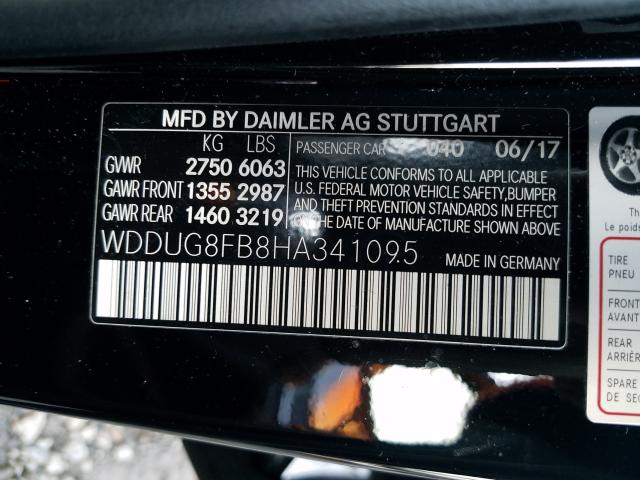 MFD BY DAIMLER AG STUTTGART
KG LBS
GVWR 2750 6063
GAWR FRONT 1355 2987
GAWR REAR 1460 3219
PASSENGER CAR 040 06/17
THIS VEHICLE CONFORMS TO ALL APPLICABLE
U.S. FEDERAL MOTOR VEHICLE SAFETY,BUMPER
AND THEFT PREVENTION STANDARDS IN EFFECT
ON THE DATE OF MANUFACTURE SHOWN ABOVE
WDDUG8FB8HA341095 MADE IN GERMANY
The
Le poids
TIRE
PNEU
FRONT
AVANT
REAR
ARRIÈR
SPARE
DE SEC